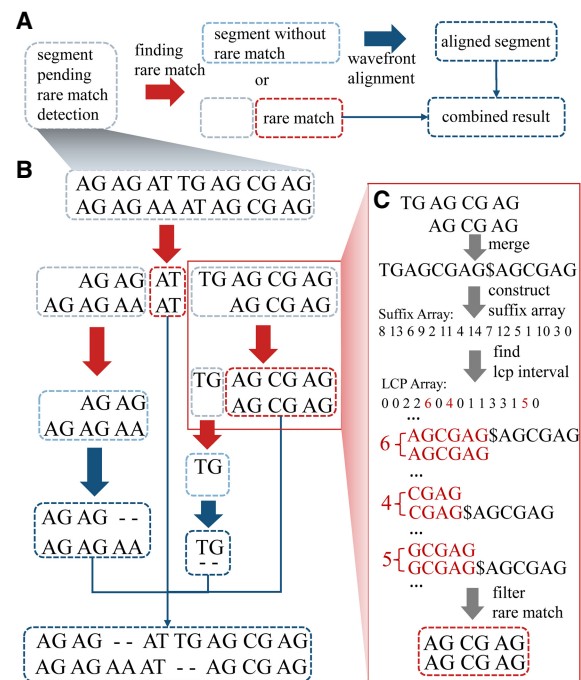 A
segment
pending
rare match
detection
finding
rare match
segment without
rare match
or
rare match
wavefront
alignment
aligned segment
combined result
B
AG AG AT TG AG CG AG
AG AG AA AT AG CG AG
AG AG
AG AG AA
AT
AT
TG AG CG AG
AG CG AG
AG AG
AG AG AA
TG
AG CG AG
AG CG AG
TG
AG AG - -
AG AG AA
TG
- -
AG AG - - AT TG AG CG AG
AG AG AA AT - - AG CG AG
C
TG AG CG AG
AG CG AG
merge
TGAGCGAG$AGCGAG
construct
suffix array
Suffix Array:
8 13 6 9 2 11 4 14 7 12 5 1 10 3 0
find
lcp interval
LCP Array:
0 0 2 2 6 0 4 0 1 1 3 3 1 5 0
...
6
AGCGAG$AGCGAG
AGCGAG
...
4
CGAG
CGAG$AGCGAG
...
5
GCGAG
GCGAG$AGCGAG
...
filter
rare match
AG CG AG
AG CG AG